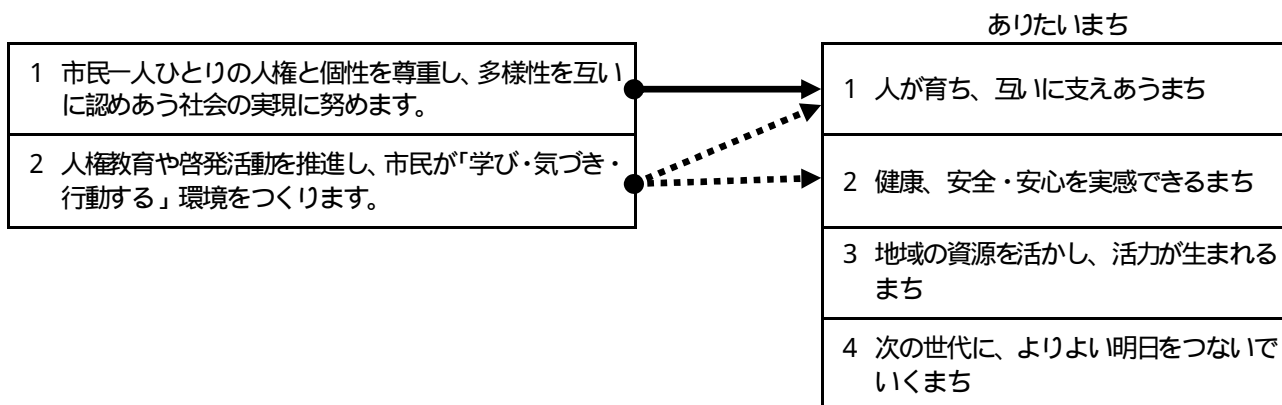 ありたいまち
1 市民一人ひとりの人権と個性を尊重し、多様性を互い
に認めあう社会の実現に努めます。
2 人権教育や啓発活動を推進し、市民が「学び・気づき・
行動する」環境をつくります。
1 人が育ち、互いに支えあうまち
2 健康、安全・安心を実感できるまち
3 地域の資源を活かし、活力が生まれる
まち
4 次の世代に、よりよい明日をつないで
いくまち